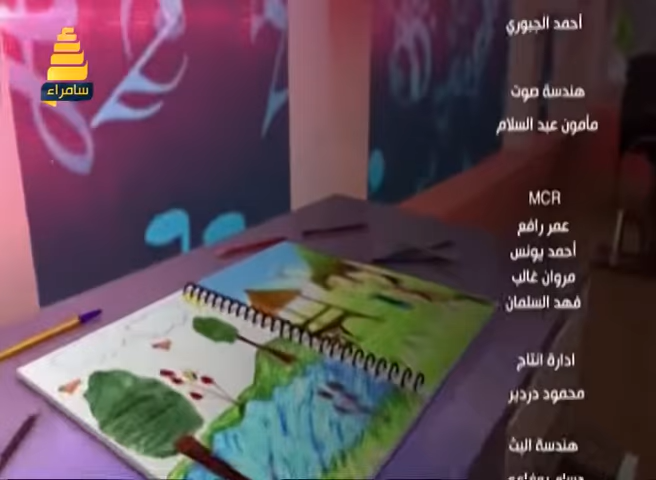 سامراء
أحمد الجبوري
هندسة صوت
مأمون عبد السلام
MCR
عمر رافع
أحمد يونس
مروان غالب
فهد السلمان
ادارة انتاج
محمود دردير
هندسة البث